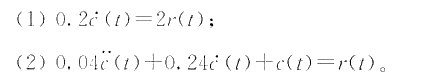 (1) 0.2ċ(t)=2r(t);
(2) 0.04c̈(t)+0.24ċ(t)+c(t)=r(t)。